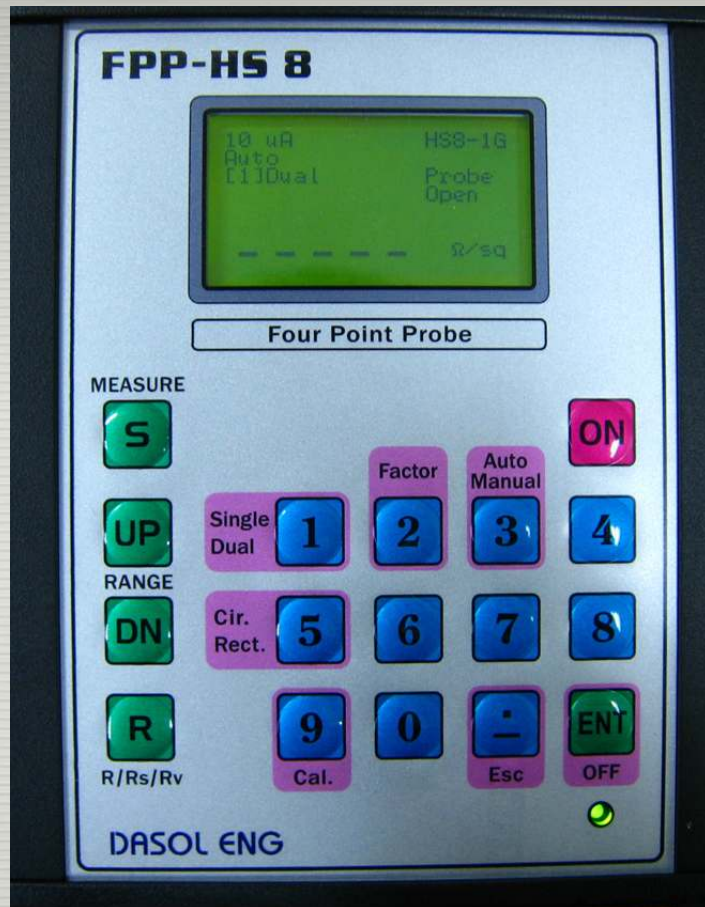 FPP-HS 8
10 uA HS8-1G
Auto
[1]Dual Probe
Open
Ω/sq
Four Point Probe
MEASURE
S ON
Factor Auto
Manual
UP Single
Dual 1 2 3 4
RANGE
DN Cir.
Rect. 5 6 7 8
R 9 0 ∸ ENT
R/Rs/Rv Cal. Esc OFF
DASOL ENG